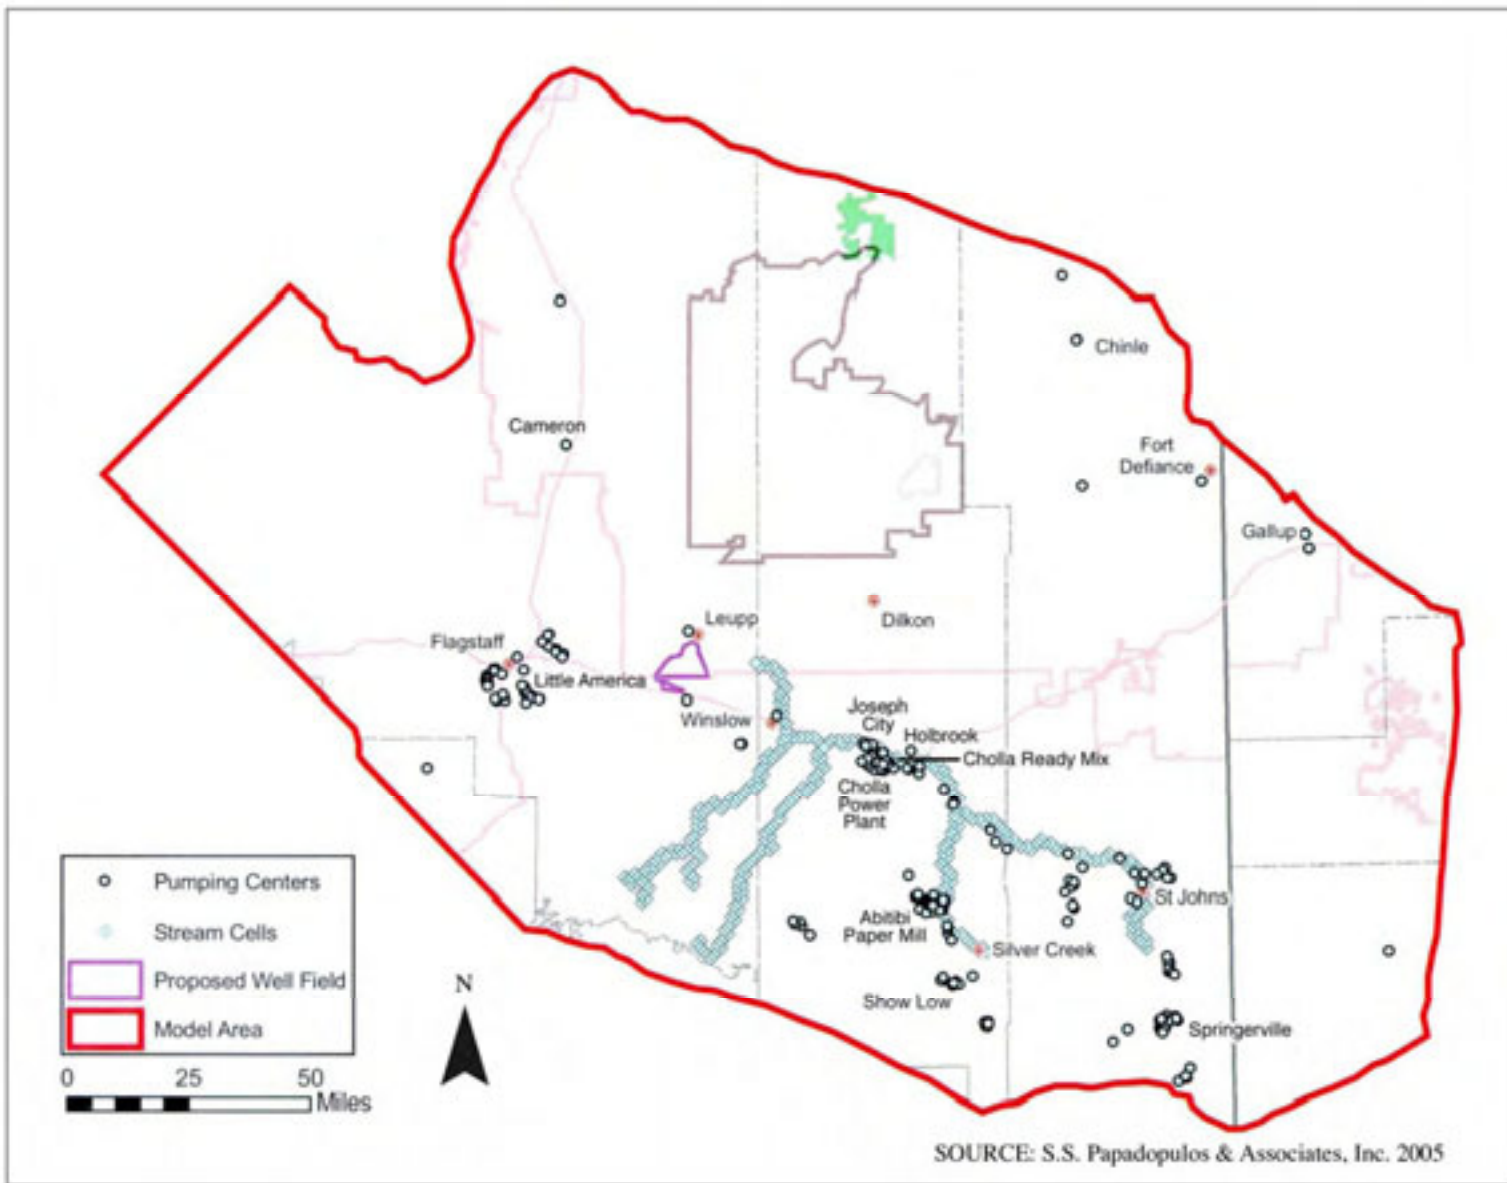 Chinle
Cameron
Fort
Defiance
Gallup
Leupp
Dilkon
Flagstaff
Little America
Winslow
Joseph
City
Holbrook
Cholla Ready Mix
Cholla
Power
Plant
St Johns
Abitibi
Paper Mill
Silver Creek
Show Low
Springerville
Pumping Centers
Stream Cells
Proposed Well Field
Model Area
N
0 25 50
Miles
SOURCE: S.S. Papadopulos & Associates, Inc. 2005